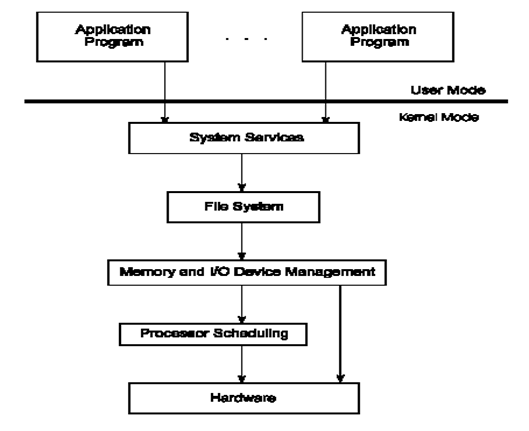 Application
Program
. . .
Application
Program
User Mode
Kernel Mode
System Services
File System
Memory and I/O Device Management
Processor Scheduling
Hardware